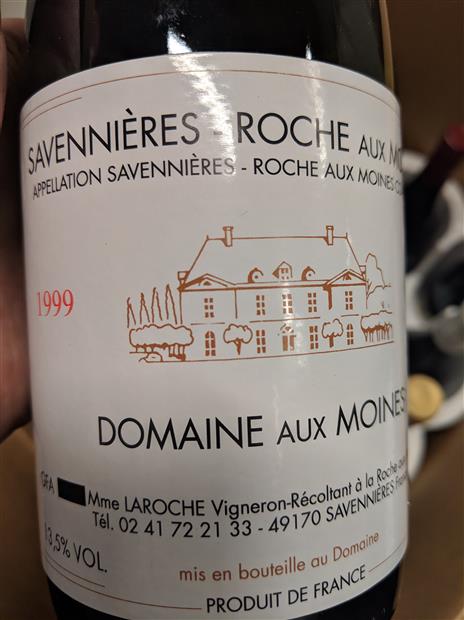 SAVENNIÈRES - ROCHE AUX
APPELLATION SAVENNIÈRES - ROCHE AUX MOINES
1999
DOMAINE AUX MOINES
GFA Mme LAROCHE Vigneron-Récoltant à la Roche
Tél. 02 41 72 21 33 - 49170 SAVENNIÈRES
13,5% VOL.
mis en bouteille au Domaine
PRODUIT DE FRANCE